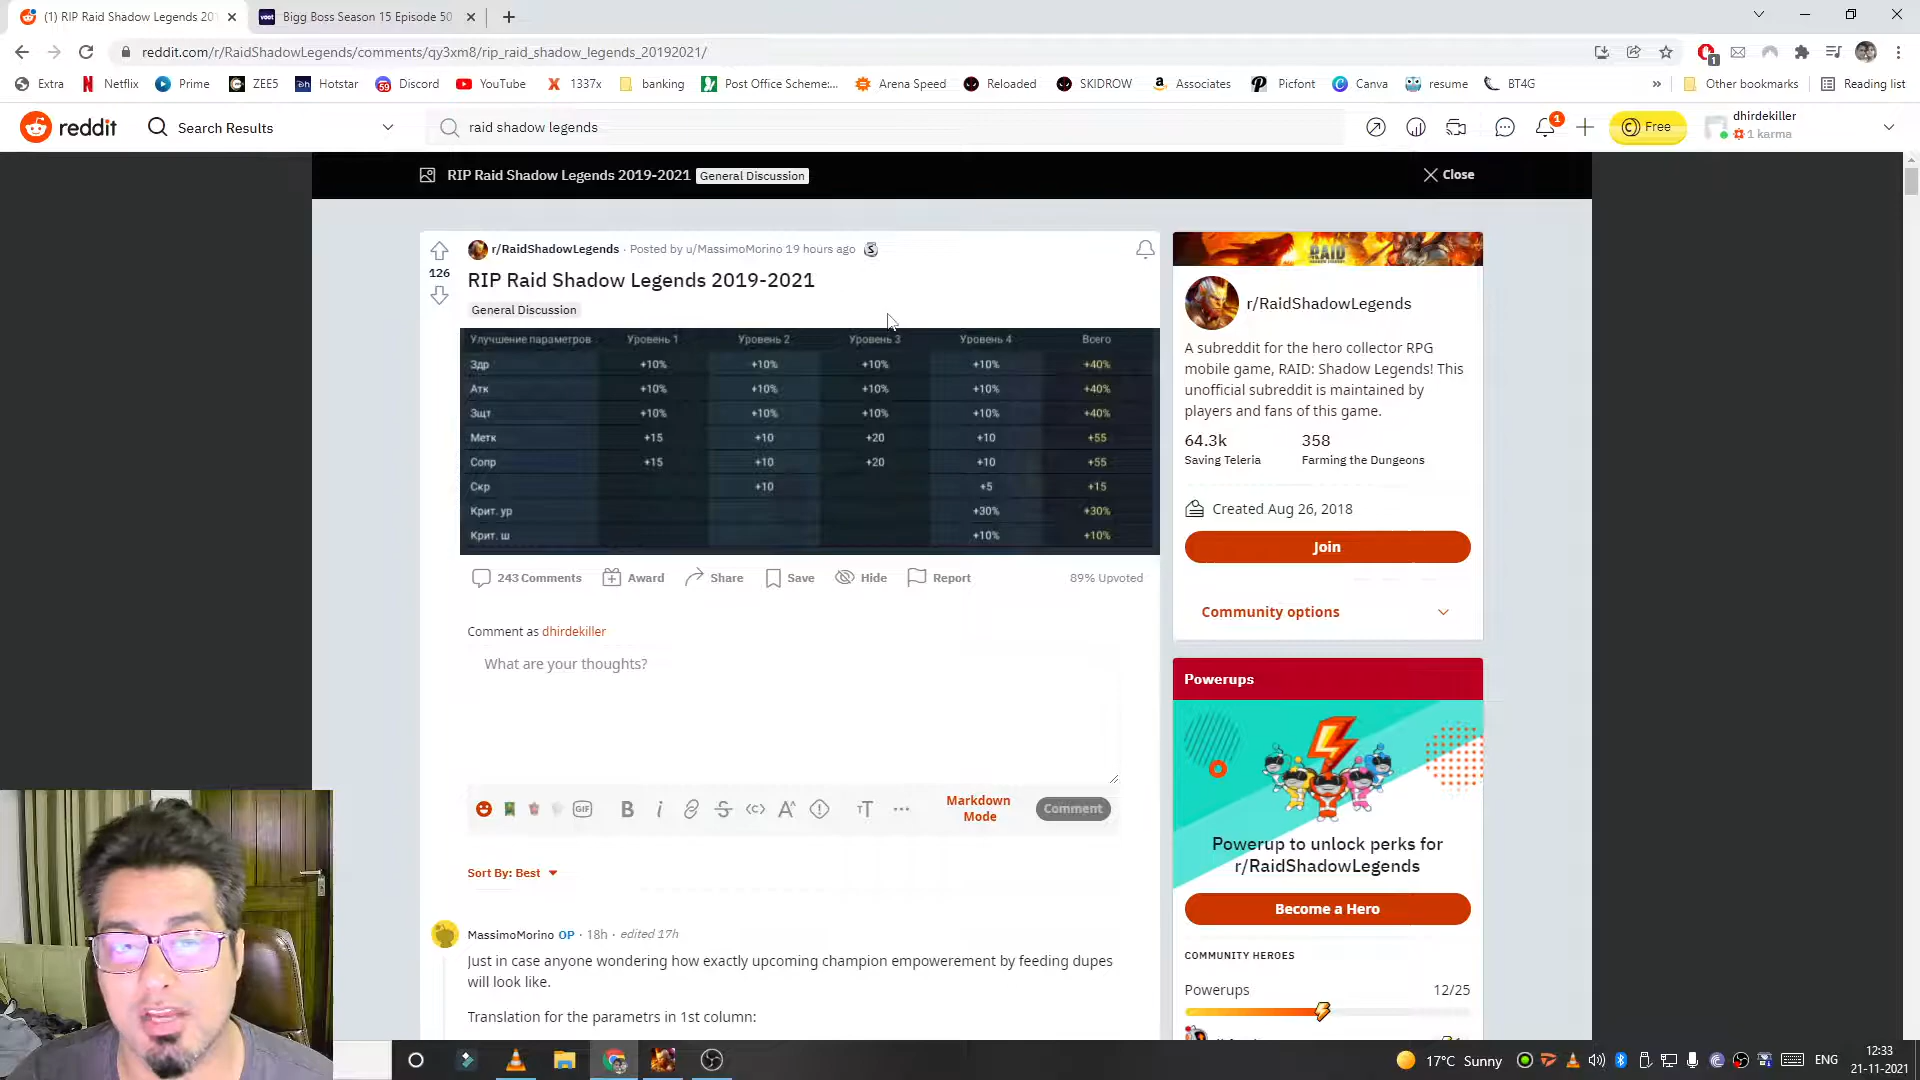 (1) RIP Raid Shadow Legends 20
voot Bigg Boss Season 15 Episode 50
reddit.com/r/RaidShadowLegends/comments/qy3xm8/rip_raid_shadow_legends_20192021/
1
Extra Netflix Prime ZEE5 Hotstar 59 Discord YouTube 1337x banking Post Office Scheme:... Arena Speed Reloaded SKIDROW Associates Picfont Canva resume BT4G » Other bookmarks Reading list
reddit Search Results raid shadow legends 1 Free dhirdekiller
1 karma
RIP Raid Shadow Legends 2019-2021 General Discussion Close
r/RaidShadowLegends · Posted by u/MassimoMorino 19 hours ago
126
RIP Raid Shadow Legends 2019-2021
General Discussion
Улучшение параметров Уровень 1 Уровень 2 Уровень 3 Уровень 4 Всего
Здр +10% +10% +10% +10% +40%
Атк +10% +10% +10% +10% +40%
Зщт +10% +10% +10% +10% +40%
Метк +15 +10 +20 +10 +55
Сопр +15 +10 +20 +10 +55
Скр +10 +5 +15
Крит. ур +30% +30%
Крит. ш +10% +10%
243 Comments Award Share Save Hide Report 89% Upvoted
Comment as dhirdekiller
What are your thoughts?
GIF B i Markdown Mode Comment
Sort By: Best
MassimoMorino OP · 18h · edited 17h
Just in case anyone wondering how exactly upcoming champion empowerement by feeding dupes
will look like.
Translation for the parametrs in 1st column:
RAID
r/RaidShadowLegends
A subreddit for the hero collector RPG
mobile game, RAID: Shadow Legends! This
unofficial subreddit is maintained by
players and fans of this game.
64.3k 358
Saving Teleria Farming the Dungeons
Created Aug 26, 2018
Join
Community options
Powerups
Powerup to unlock perks for
r/RaidShadowLegends
Become a Hero
COMMUNITY HEROES
Powerups 12/25
17°C Sunny ENG 12:33
21-11-2021